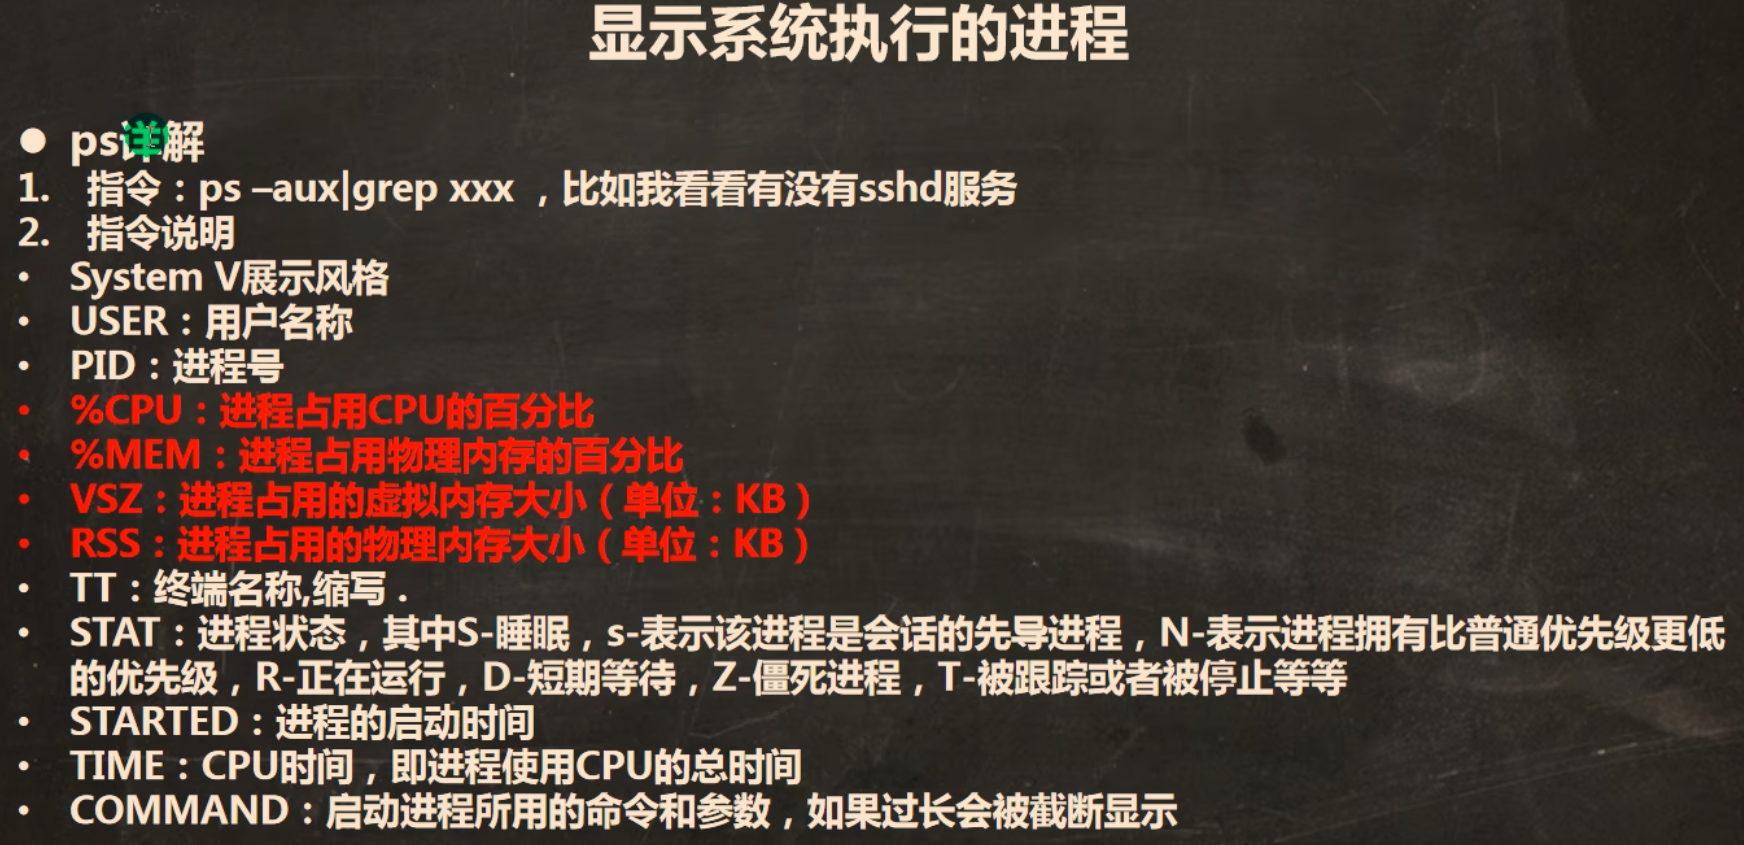 显示系统执行的进程
● ps详解
1. 指令：ps –aux|grep xxx ，比如我看看有没有sshd服务
2. 指令说明
• System V展示风格
• USER：用户名称
• PID：进程号
• %CPU：进程占用CPU的百分比
• %MEM：进程占用物理内存的百分比
• VSZ：进程占用的虚拟内存大小（单位：KB）
• RSS：进程占用的物理内存大小（单位：KB）
• TT：终端名称,缩写．
• STAT：进程状态，其中S-睡眠，s-表示该进程是会话的先导进程，N-表示进程拥有比普通优先级更低
的优先级，R-正在运行，D-短期等待，Z-僵死进程，T-被跟踪或者被停止等等
• STARTED：进程的启动时间
• TIME：CPU时间，即进程使用CPU的总时间
• COMMAND：启动进程所用的命令和参数，如果过长会被截断显示